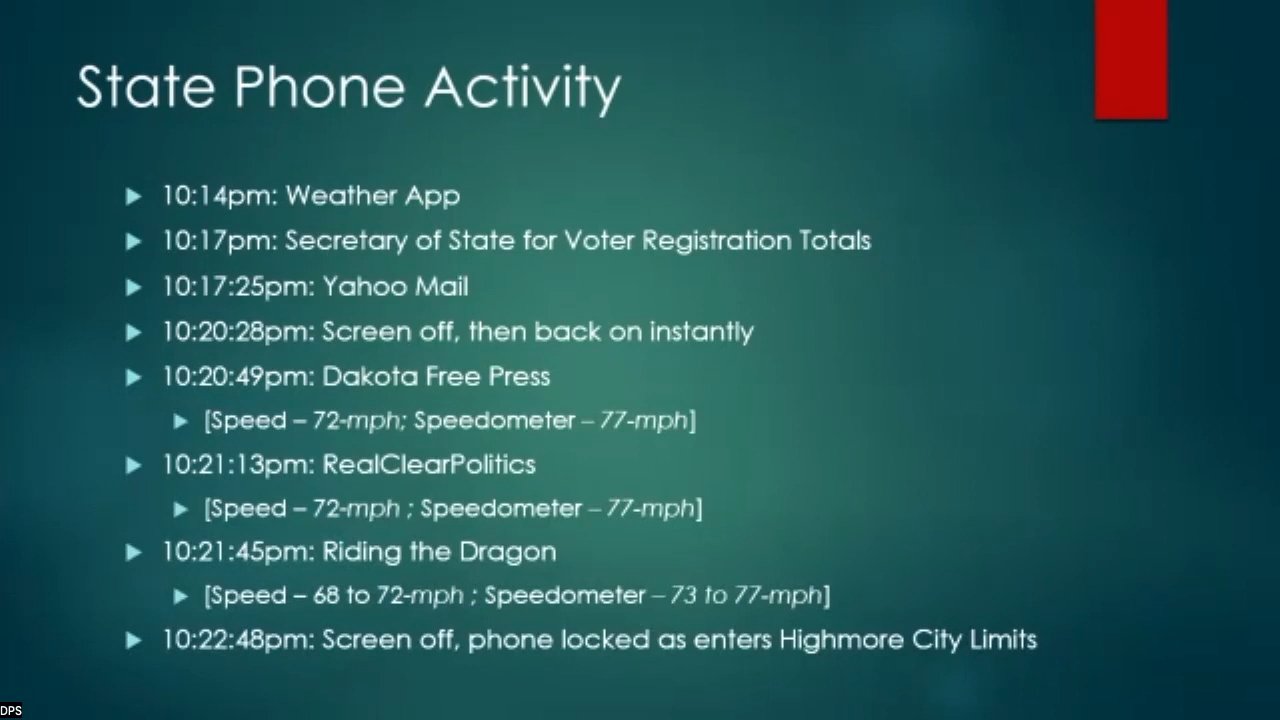 State Phone Activity
10:14pm: Weather App
10:17pm: Secretary of State for Voter Registration Totals
10:17:25pm: Yahoo Mail
10:20:28pm: Screen off, then back on instantly
10:20:49pm: Dakota Free Press
[Speed – 72-mph; Speedometer – 77-mph]
10:21:13pm: RealClearPolitics
[Speed – 72-mph ; Speedometer – 77-mph]
10:21:45pm: Riding the Dragon
[Speed – 68 to 72-mph ; Speedometer – 73 to 77-mph]
10:22:48pm: Screen off, phone locked as enters Highmore City Limits
DPS